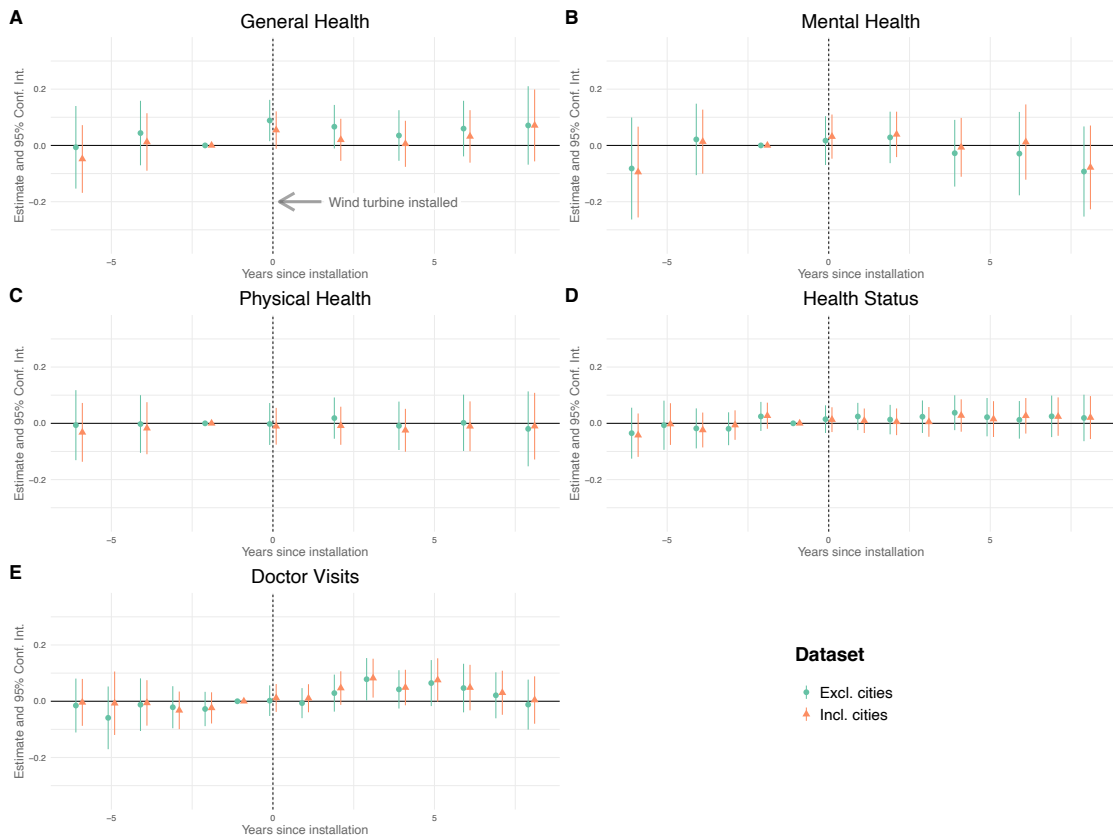 A
General Health
Estimate and 95% Conf. Int.
0.2
0.0
−0.2
Wind turbine installed
−5
0
5
Years since installation
B
Mental Health
Estimate and 95% Conf. Int.
0.2
0.0
−0.2
−5
0
5
Years since installation
C
Physical Health
Estimate and 95% Conf. Int.
0.2
0.0
−0.2
−5
0
5
Years since installation
D
Health Status
Estimate and 95% Conf. Int.
0.2
0.0
−0.2
−5
0
5
Years since installation
E
Doctor Visits
Estimate and 95% Conf. Int.
0.2
0.0
−0.2
−5
0
5
Years since installation
Dataset
Excl. cities
Incl. cities